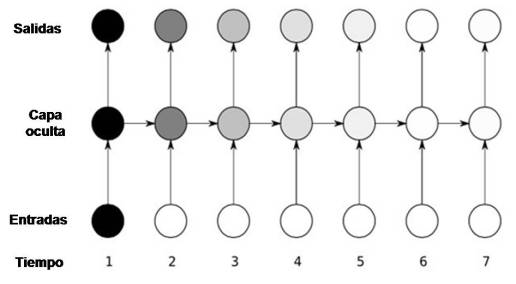 Salidas
Capa
oculta
Entradas
Tiempo 1 2 3 4 5 6 7